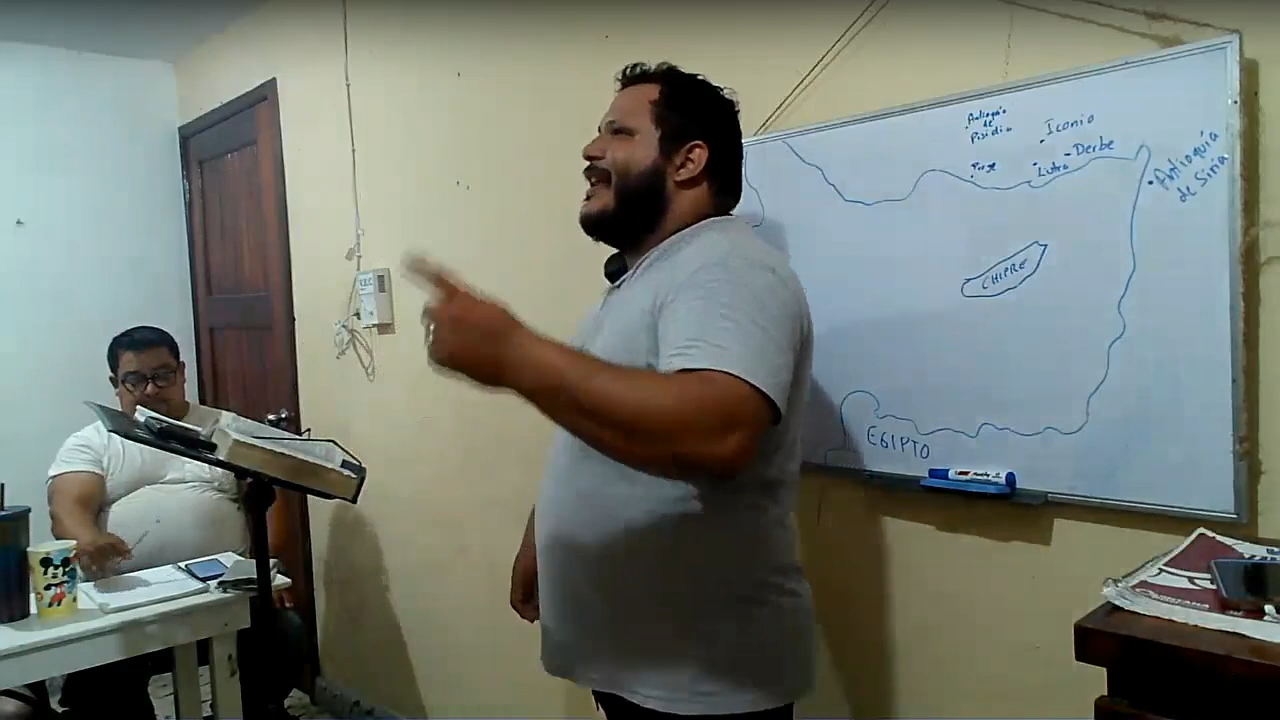 Antioquía
de
Pisidia
Iconio
Derbe
Listra
Perge
Antioquía
de Siria
CHIPRE
EGIPTO